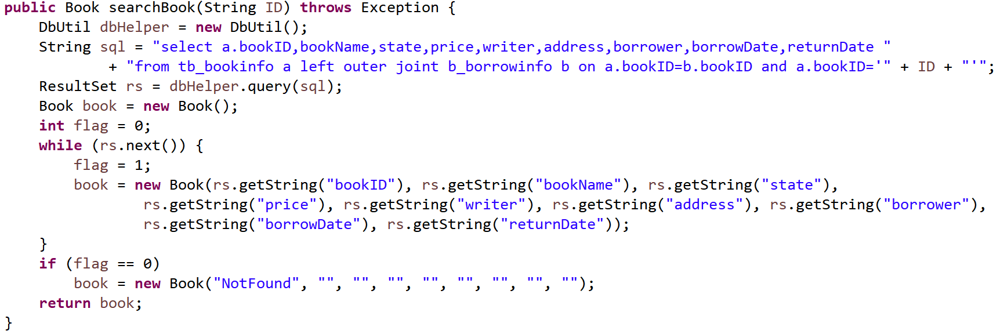 public Book searchBook(String ID) throws Exception {
    DbUtil dbHelper = new DbUtil();
    String sql = "select a.bookID,bookName,state,price,writer,address,borrower,borrowDate,returnDate "
            + "from tb_bookinfo a left outer joint b_borrowinfo b on a.bookID=b.bookID and a.bookID='" + ID + "'";
    ResultSet rs = dbHelper.query(sql);
    Book book = new Book();
    int flag = 0;
    while (rs.next()) {
        flag = 1;
        book = new Book(rs.getString("bookID"), rs.getString("bookName"), rs.getString("state"),
                rs.getString("price"), rs.getString("writer"), rs.getString("address"), rs.getString("borrower"),
                rs.getString("borrowDate"), rs.getString("returnDate"));
    }
    if (flag == 0)
        book = new Book("NotFound", "", "", "", "", "", "", "", "");
    return book;
}